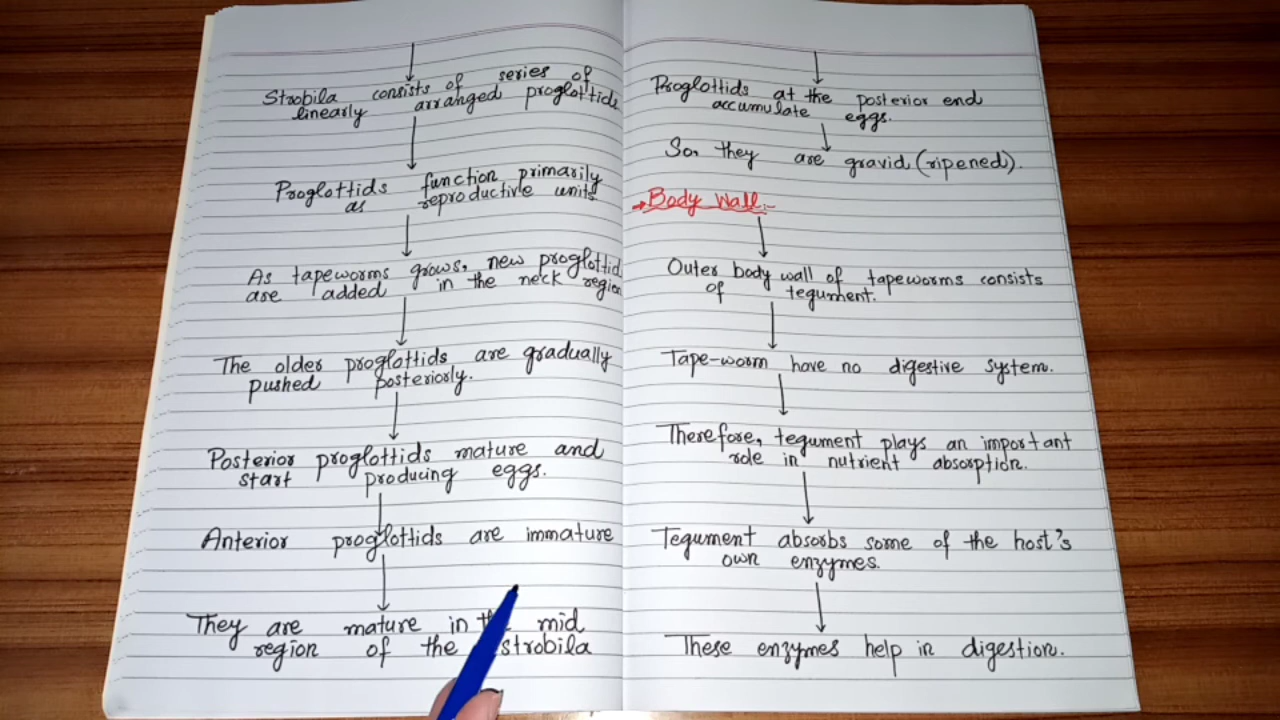 Strobila consists of series of
linearly arranged proglottids
Proglottids function primarily
as reproductive units
As tapeworms grows, new proglottid
are added in the neck region
The older proglottids are gradually
pushed posteriorly.
Posterior proglottids mature and
start producing eggs.
Anterior proglottids are immature
They are mature in the mid
region of the strobila
Proglottids at the posterior end
accumulate eggs.
So, they are gravid (ripened).
Body Wall:-
Outer body wall of tapeworms consists
of tegument.
Tape-worm have no digestive system.
Therefore, tegument plays an important
role in nutrient absorption.
Tegument absorbs some of the host's
own enzymes.
These enzymes help in digestion.